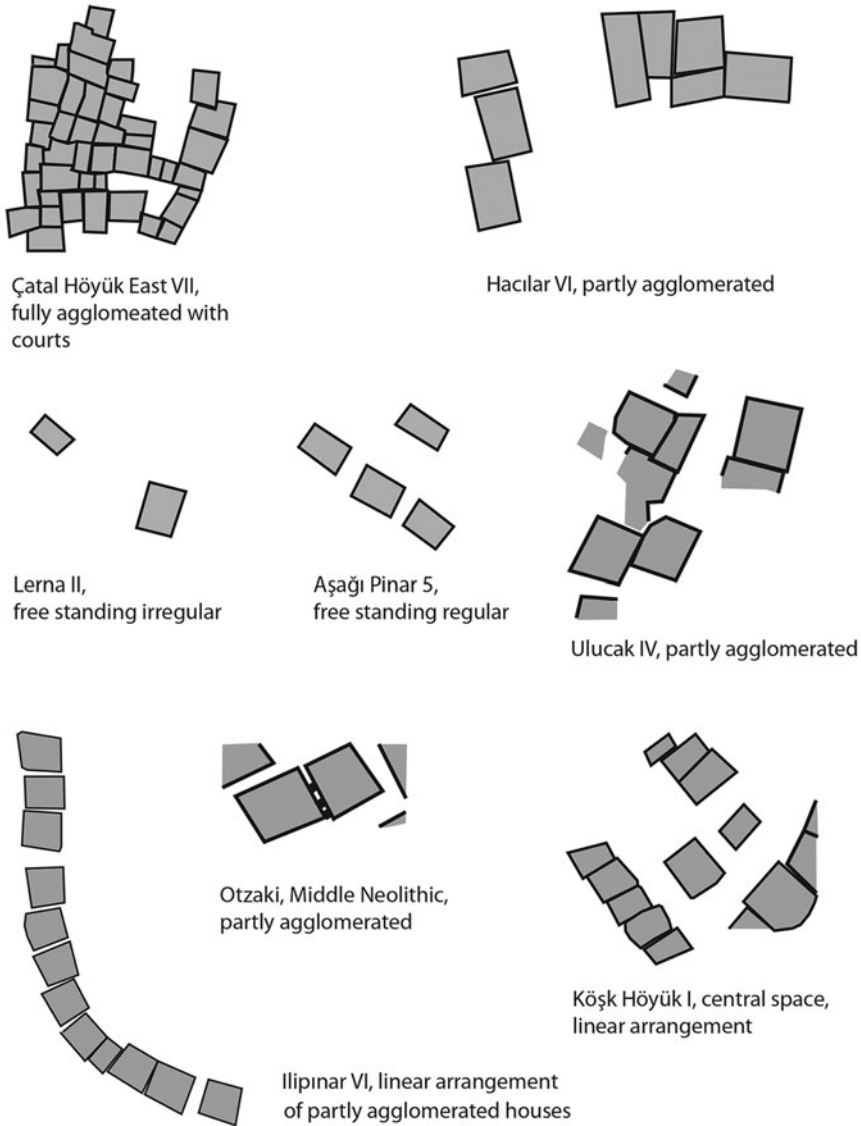 Çatal Höyük East VII,
fully agglomeated with
courts
Hacılar VI, partly agglomerated
Lerna II,
free standing irregular
Aşağı Pinar 5,
free standing regular
Ulucak IV, partly agglomerated
Otzaki, Middle Neolithic,
partly agglomerated
Köşk Höyük I, central space,
linear arrangement
Ilıpınar VI, linear arrangement
of partly agglomerated houses